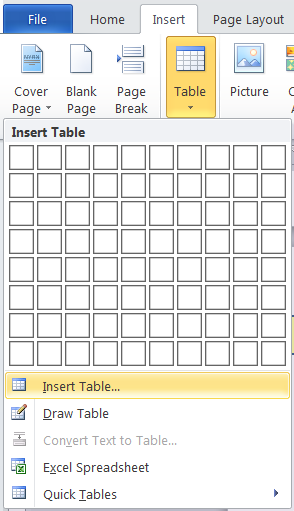 File Home Insert Page Layout
Cover Page Blank Page Page Break Table Picture
Insert Table
Insert Table...
Draw Table
Convert Text to Table...
Excel Spreadsheet
Quick Tables